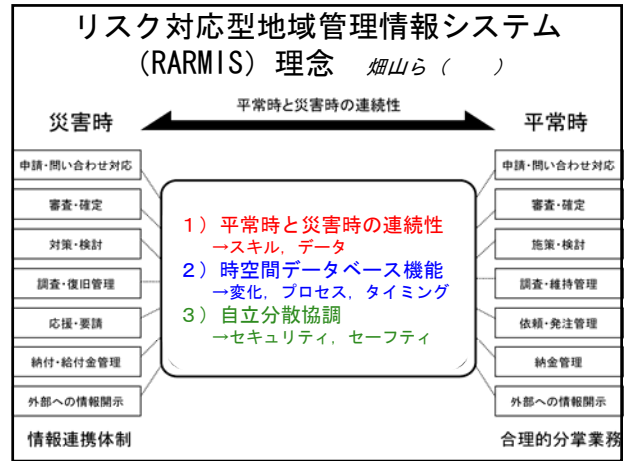 リスク対応型地域管理情報システム
(RARMIS) 理念 畑山ら (　　)
平常時と災害時の連続性
災害時
平常時
申請・問い合わせ対応
審査・確定
対策・検討
調査・復旧管理
応援・要請
納付・給付金管理
外部への情報開示
情報連携体制
1) 平常時と災害時の連続性
→スキル, データ
2) 時空間データベース機能
→変化, プロセス, タイミング
3) 自立分散協調
→セキュリティ, セーフティ
申請・問い合わせ対応
審査・確定
施策・検討
調査・維持管理
依頼・発注管理
納金管理
外部への情報開示
合理的分掌業務